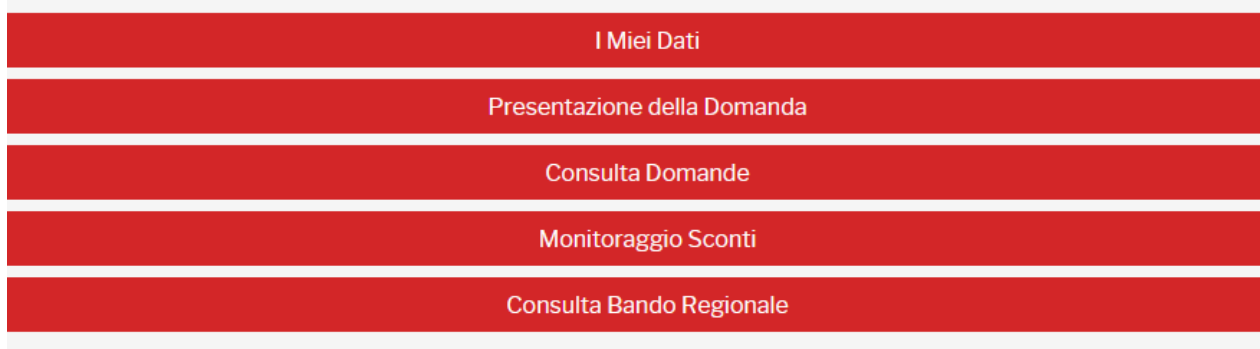 I Miei Dati
Presentazione della Domanda
Consulta Domande
Monitoraggio Sconti
Consulta Bando Regionale